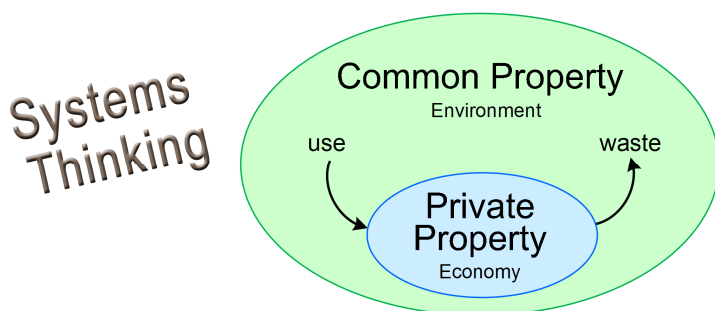 Systems
Thinking
Common Property
Environment
use
waste
Private
Property
Economy